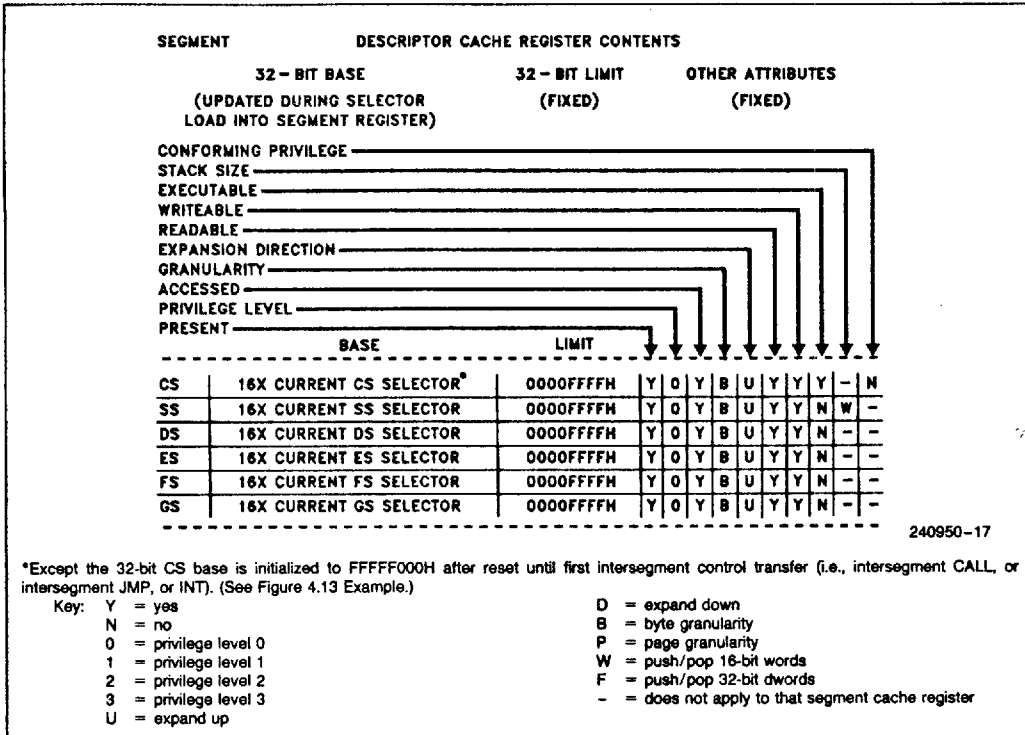 SEGMENT DESCRIPTOR CACHE REGISTER CONTENTS
32-BIT BASE 32-BIT LIMIT OTHER ATTRIBUTES
(UPDATED DURING SELECTOR (FIXED) (FIXED)
LOAD INTO SEGMENT REGISTER)
CONFORMING PRIVILEGE
STACK SIZE
EXECUTABLE
WRITEABLE
READABLE
EXPANSION DIRECTION
GRANULARITY
ACCESSED
PRIVILEGE LEVEL
PRESENT
BASE LIMIT
CS 16X CURRENT CS SELECTOR* 0000FFFFH Y 0 Y B U Y Y Y - N
SS 16X CURRENT SS SELECTOR 0000FFFFH Y 0 Y B U Y Y N W -
DS 16X CURRENT DS SELECTOR 0000FFFFH Y 0 Y B U Y Y N - -
ES 16X CURRENT ES SELECTOR 0000FFFFH Y 0 Y B U Y Y N - -
FS 16X CURRENT FS SELECTOR 0000FFFFH Y 0 Y B U Y Y N - -
GS 16X CURRENT GS SELECTOR 0000FFFFH Y 0 Y B U Y Y N - -
240950-17
*Except the 32-bit CS base is initialized to FFFFF000H after reset until first intersegment control transfer (i.e., intersegment CALL, or
intersegment JMP, or INT). (See Figure 4.13 Example.)
Key: Y = yes
N = no
0 = privilege level 0
1 = privilege level 1
2 = privilege level 2
3 = privilege level 3
U = expand up
D = expand down
B = byte granularity
P = page granularity
W = push/pop 16-bit words
F = push/pop 32-bit dwords
- = does not apply to that segment cache register